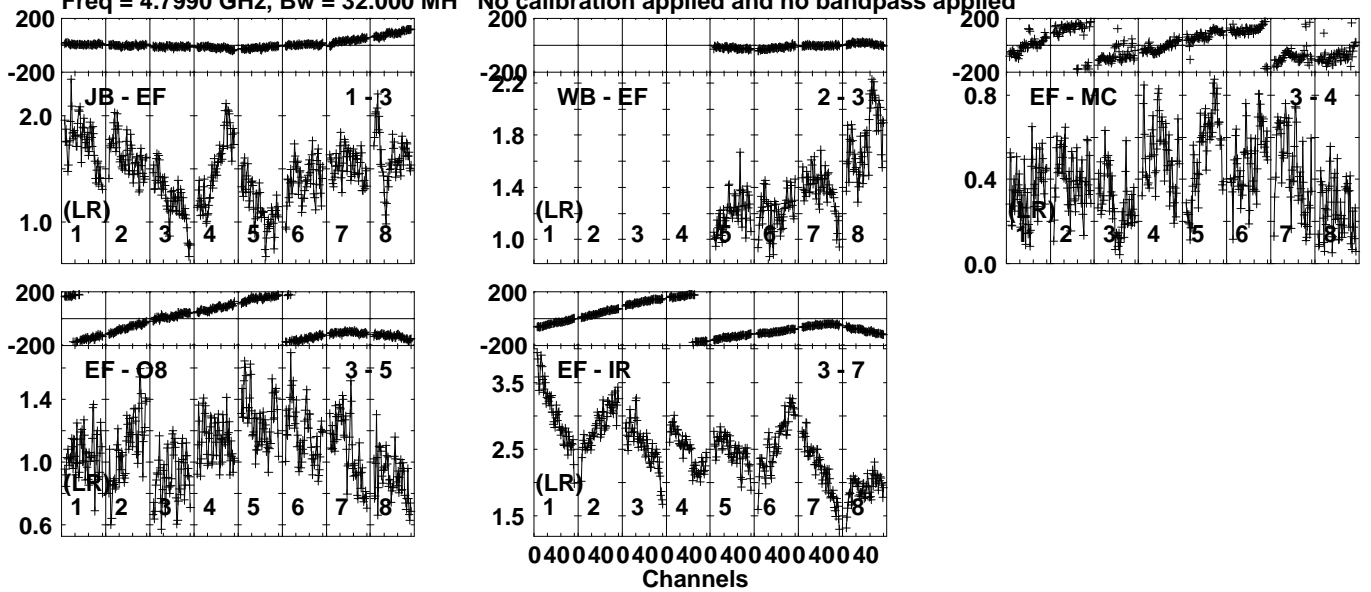 Freq = 4.7990 GHz, Bw = 32.000 MH   No calibration applied and no bandpass applied
200
-200
JB - EF 1 - 3
2.0
1.0
(LR)
1 2 3 4 5 6 7 8
200
-200
WB - EF 2 - 3
2.2
1.8
1.4
1.0
(LR)
1 2 3 4 5 6 7 8
200
-200
EF - MC 3 - 4
0.8
0.4
0.0
(LR)
1 2 3 4 5 6 7 8
200
-200
EF - O8 3 - 5
1.4
1.0
0.6
(LR)
1 2 3 4 5 6 7 8
200
-200
EF - IR 3 - 7
3.5
2.5
1.5
(LR)
1 2 3 4 5 6 7 8
0 40 0 40 0 40 0 40 0 40 0 40 0 40 0 40
Channels